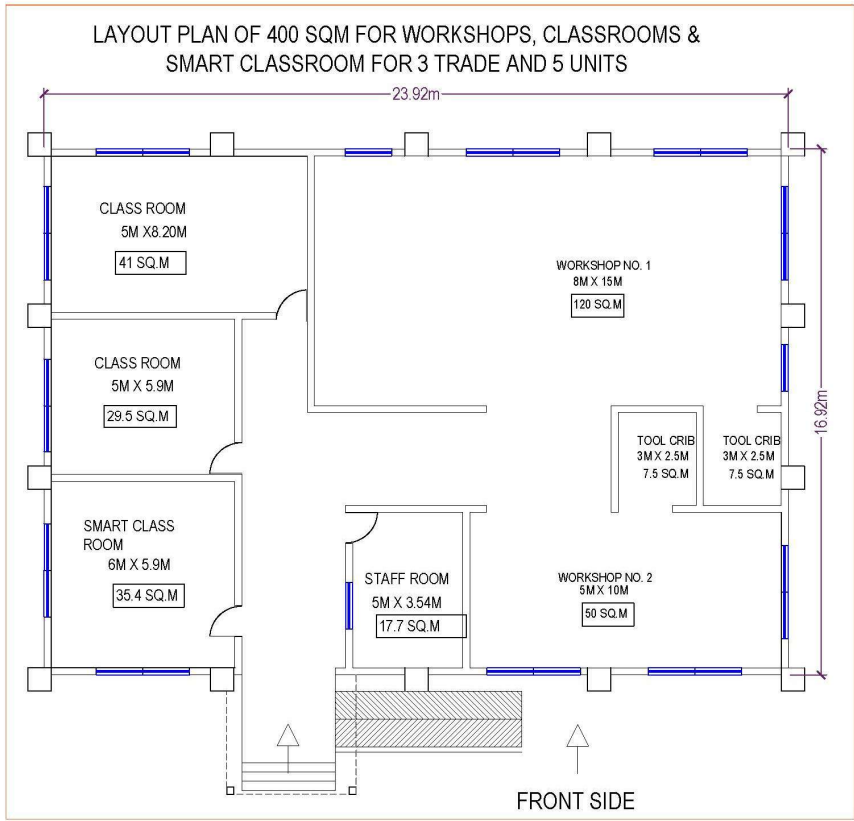 LAYOUT PLAN OF 400 SQM FOR WORKSHOPS, CLASSROOMS &
SMART CLASSROOM FOR 3 TRADE AND 5 UNITS
23.92m
CLASS ROOM
5M X8.20M
41 SQ.M
WORKSHOP NO. 1
8M X 15M
120 SQ.M
CLASS ROOM
5M X 5.9M
29.5 SQ.M
16.92m
TOOL CRIB
3M X 2.5M
7.5 SQ.M
TOOL CRIB
3M X 2.5M
7.5 SQ.M
SMART CLASS
ROOM
6M X 5.9M
35.4 SQ.M
STAFF ROOM
5M X 3.54M
17.7 SQ.M
WORKSHOP NO. 2
5M X 10M
50 SQ.M
FRONT SIDE